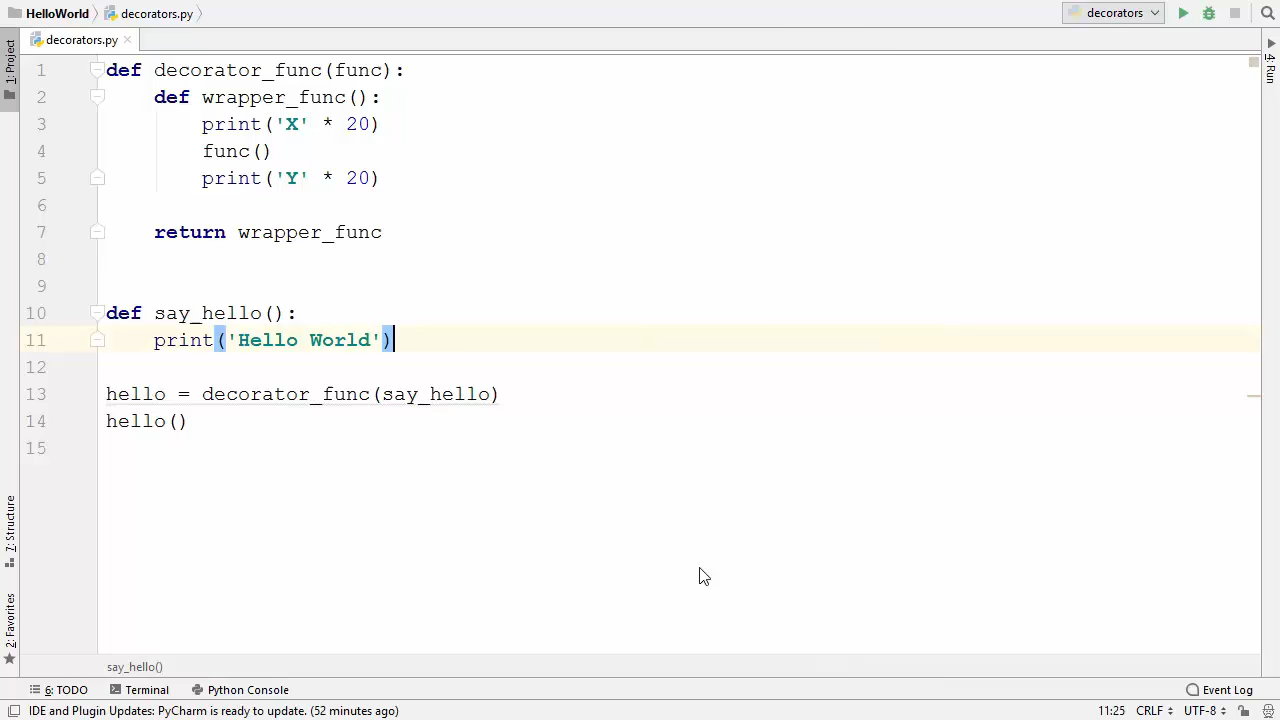 HelloWorld decorators.py decorators
decorators.py
1: Project
4: Run
1 def decorator_func(func):
2     def wrapper_func():
3         print('X' * 20)
4         func()
5         print('Y' * 20)
6
7     return wrapper_func
8
9
10 def say_hello():
11     print('Hello World')
12
13 hello = decorator_func(say_hello)
14 hello()
15
7: Structure
2: Favorites
say_hello()
6: TODO Terminal Python Console Event Log
IDE and Plugin Updates: PyCharm is ready to update. (52 minutes ago) 11:25 CRLF UTF-8